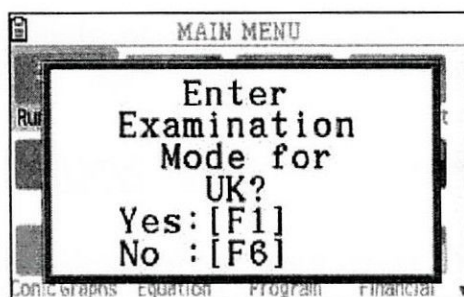 MAIN MENU
Enter
Examination
Mode for
UK?
Yes:[F1]
No :[F6]
Conic Graphs Equation Program Financial